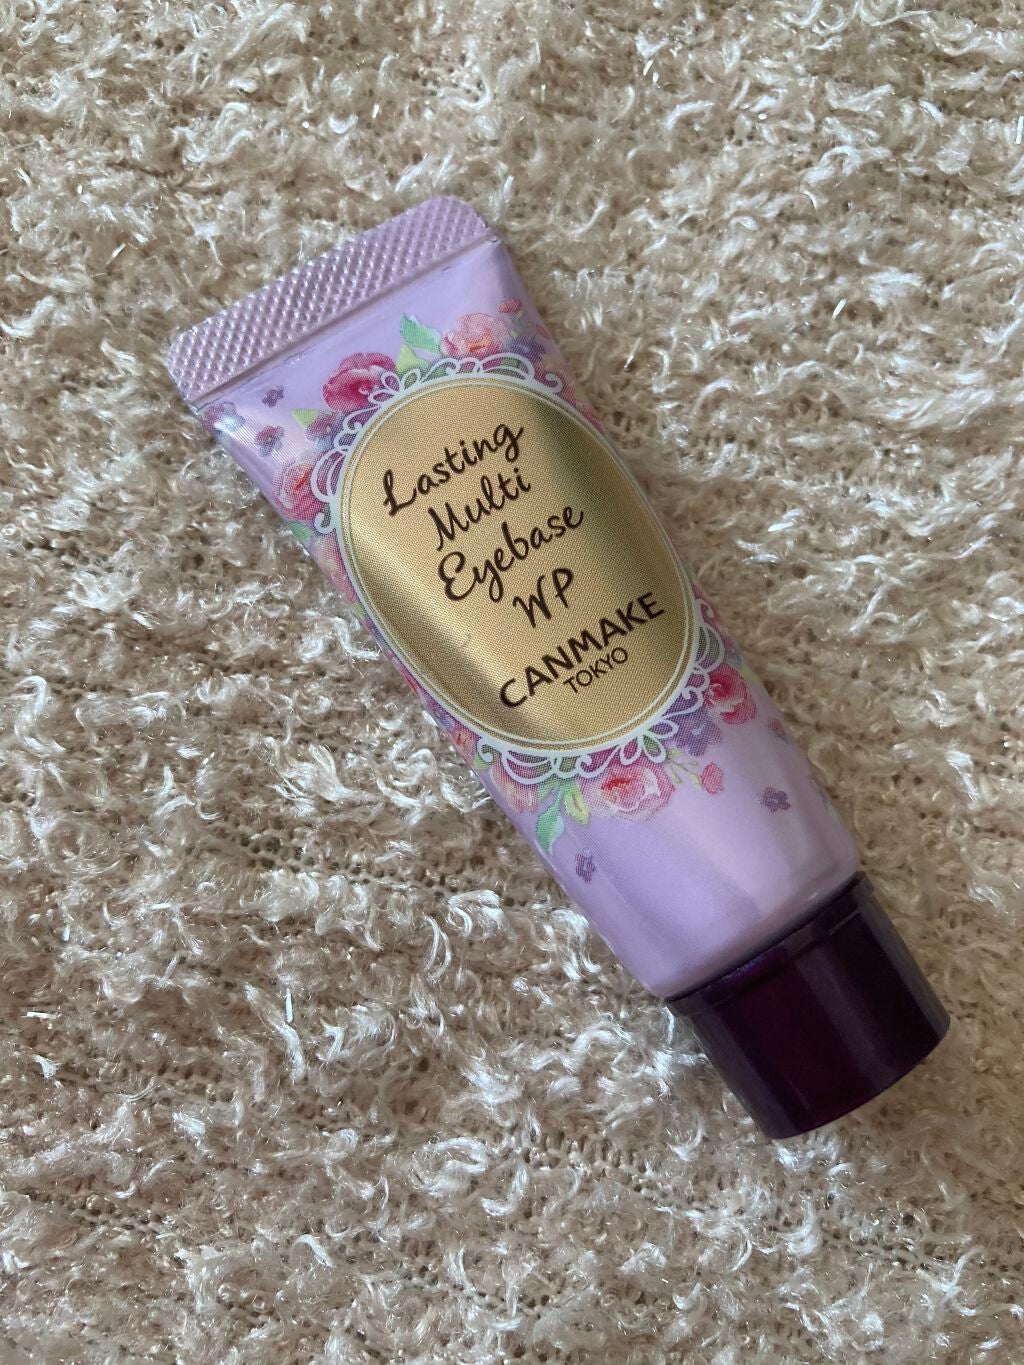 Lasting
Multi
Eyebase
WP
CANMAKE
TOKYO